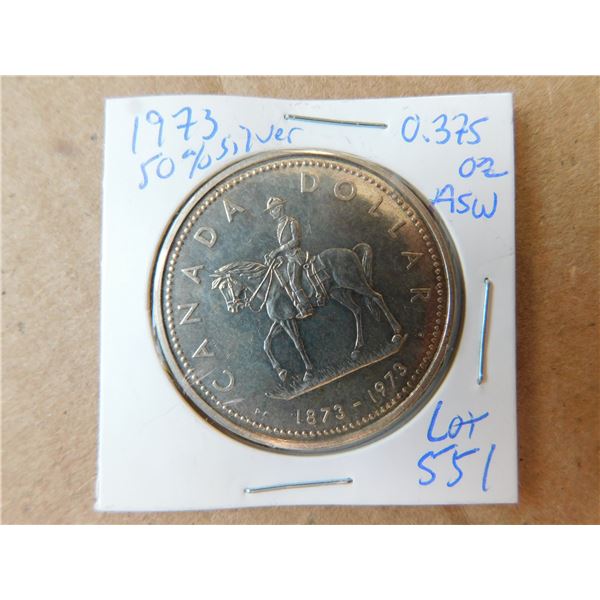 1973
50% silver
0.375
oz
ASW
CANADA DOLLAR
1873 - 1973
Lot
551